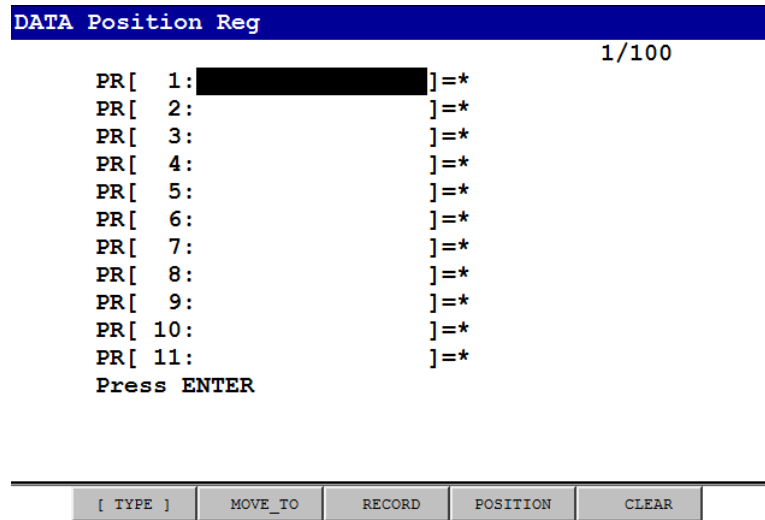 DATA Position Reg
1/100
PR[  1:                ]=*
PR[  2:                ]=*
PR[  3:                ]=*
PR[  4:                ]=*
PR[  5:                ]=*
PR[  6:                ]=*
PR[  7:                ]=*
PR[  8:                ]=*
PR[  9:                ]=*
PR[ 10:                ]=*
PR[ 11:                ]=*
Press ENTER
[ TYPE ] MOVE_TO RECORD POSITION CLEAR